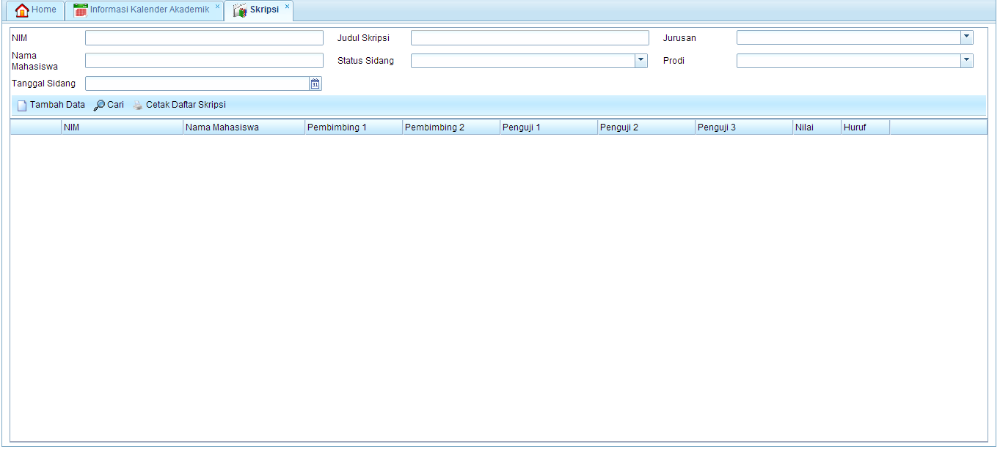 Home Informasi Kalender Akademik Skripsi
NIM Judul Skripsi Jurusan
Nama
Mahasiswa Status Sidang Prodi
Tanggal Sidang 31
Tambah Data Cari Cetak Daftar Skripsi
NIM Nama Mahasiswa Pembimbing 1 Pembimbing 2 Penguji 1 Penguji 2 Penguji 3 Nilai Huruf